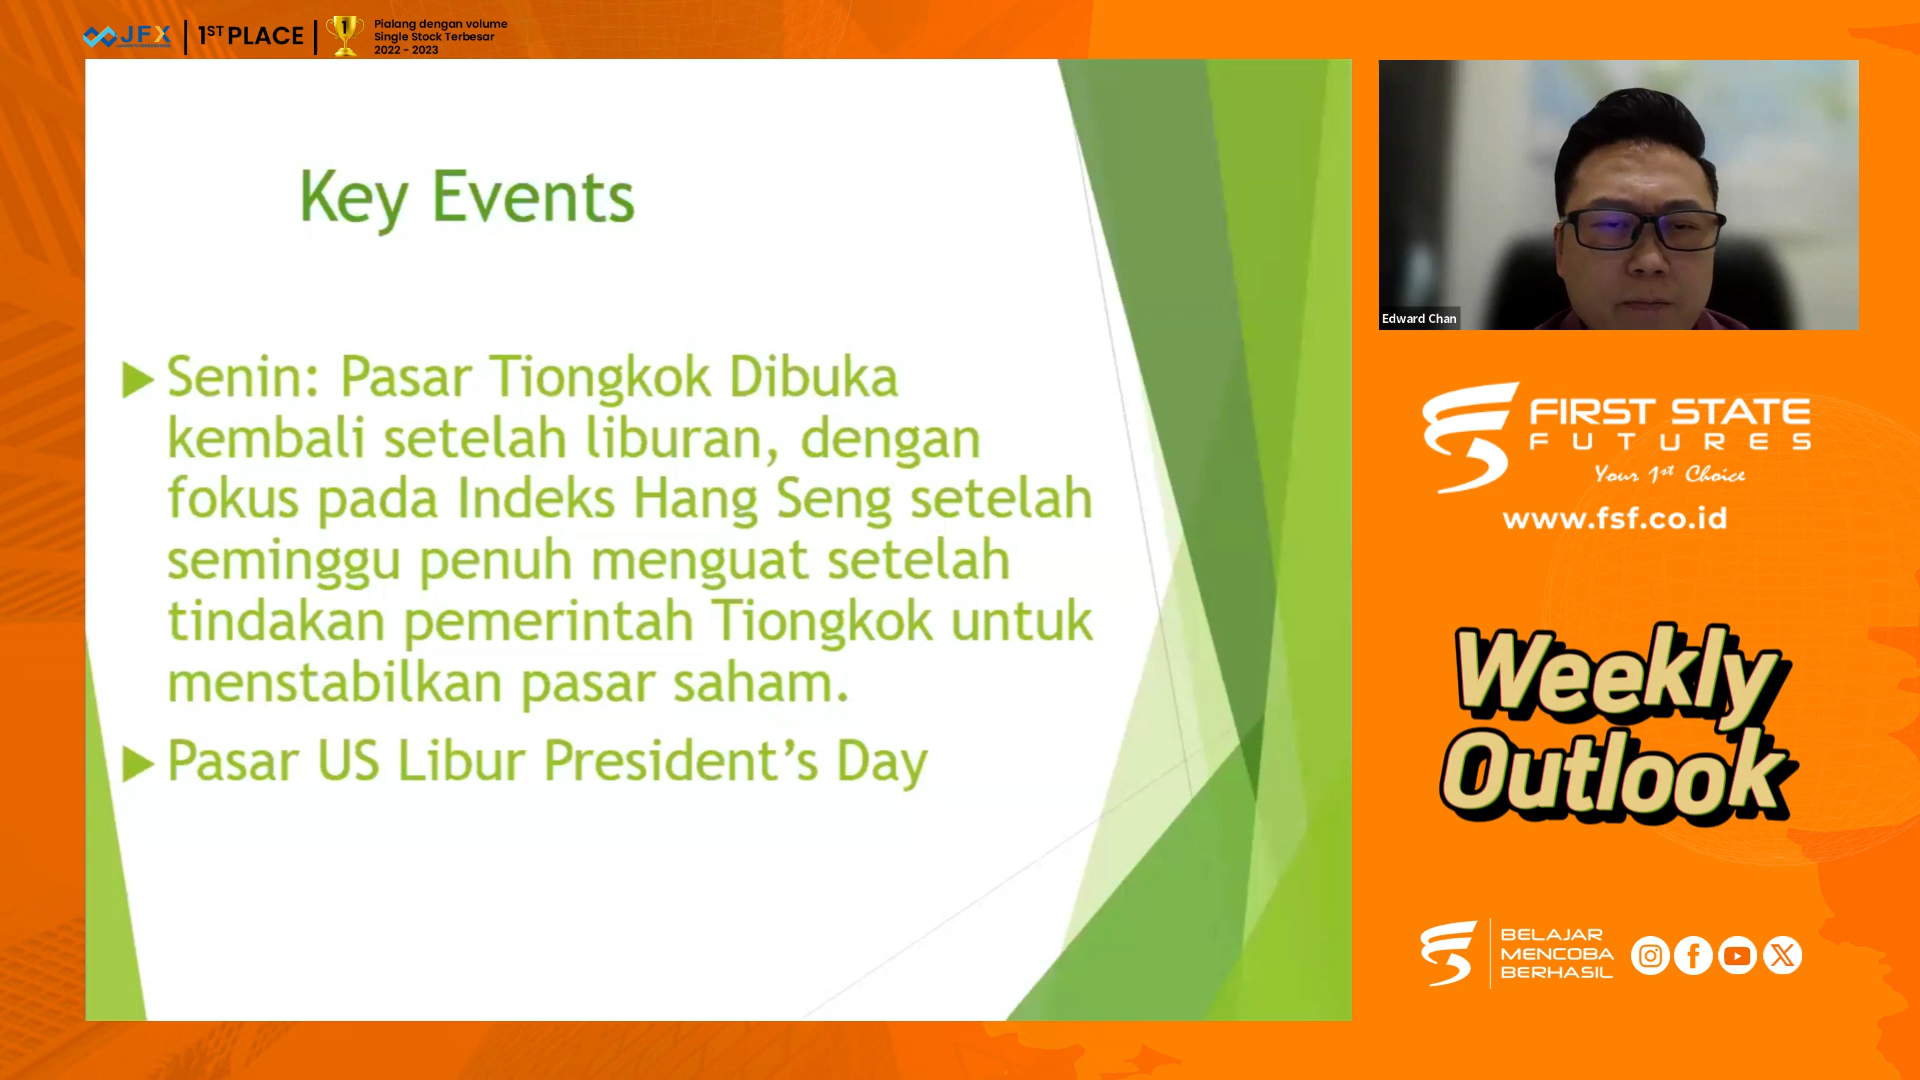 JFX
1ST PLACE
Pialang dengan volume
Single Stock Terbesar
2022 - 2023
Key Events
Senin: Pasar Tiongkok Dibuka
kembali setelah liburan, dengan
fokus pada Indeks Hang Seng setelah
seminggu penuh menguat setelah
tindakan pemerintah Tiongkok untuk
menstabilkan pasar saham.
Pasar US Libur President’s Day
Edward Chan
FIRST STATE
FUTURES
Your 1st Choice
www.fsf.co.id
Weekly
Outlook
BELAJAR
MENCOBA
BERHASIL